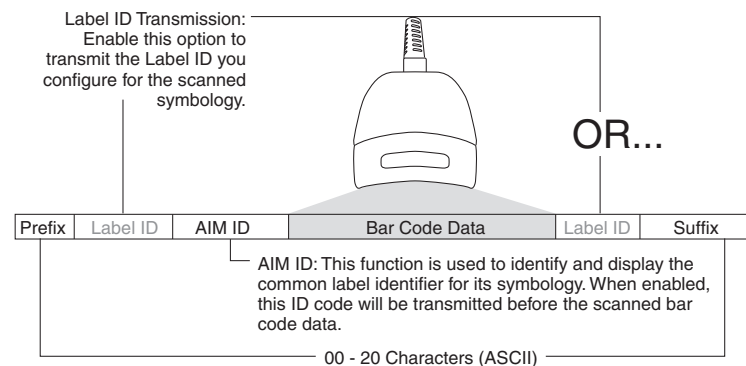 Label ID Transmission:
Enable this option to
transmit the Label ID you
configure for the scanned
symbology.
OR...
Prefix Label ID AIM ID Bar Code Data Label ID Suffix
AIM ID: This function is used to identify and display the
common label identifier for its symbology. When enabled,
this ID code will be transmitted before the scanned bar
code data.
00 - 20 Characters (ASCII)